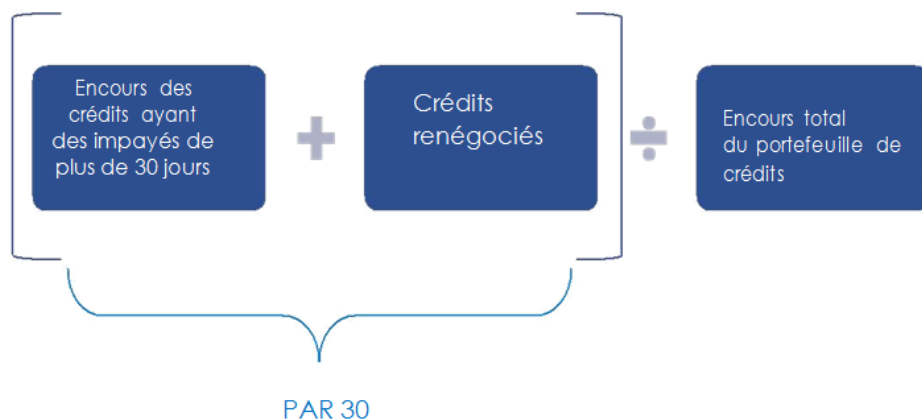 Encours des
crédits ayant
des impayés de
plus de 30 jours
Crédits
renégociés
Encours total
du portefeuille de
crédits
PAR 30